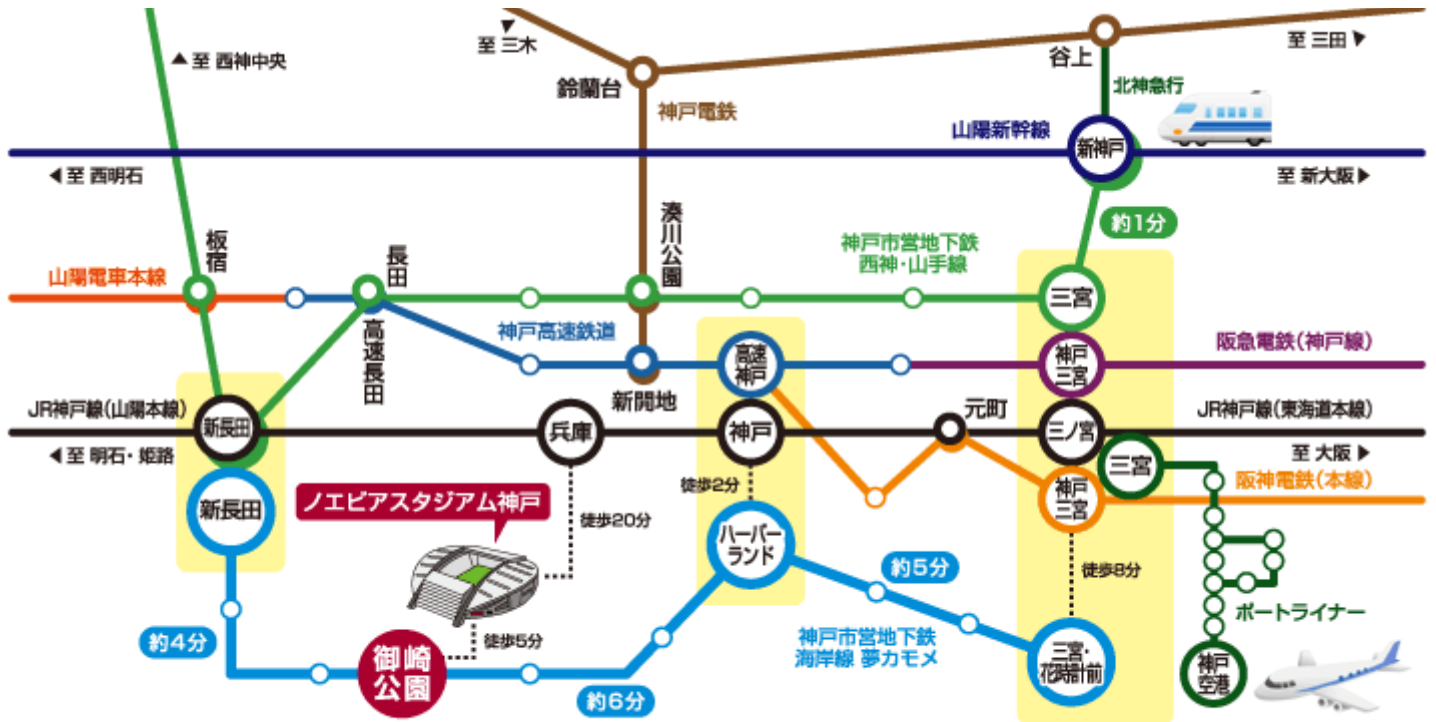 ▲至 西神中央
▼
至 三木
鈴蘭台
神戸電鉄
谷上
至 三田▼
北神急行
山陽新幹線
新神戸
◀至 西明石
至 新大阪▶
約1分
板宿
長田
湊川公園
神戸市営地下鉄
西神・山手線
三宮
山陽電車本線
高速長田
神戸高速鉄道
新開地
高速
神戸
神戸
三宮
阪急電鉄(神戸線)
JR神戸線(山陽本線)
新長田
兵庫
神戸
元町
三ノ宮
JR神戸線(東海道本線)
◀至 明石・姫路
至 大阪▶
三宮
新長田
ノエビアスタジアム神戸
徒歩20分
徒歩2分
神戸
三宮
阪神電鉄(本線)
ハーバー
ランド
約5分
徒歩8分
ポートライナー
約4分
徒歩5分
御崎
公園
約6分
神戸市営地下鉄
海岸線 夢カモメ
三宮・
花時計前
神戸
空港